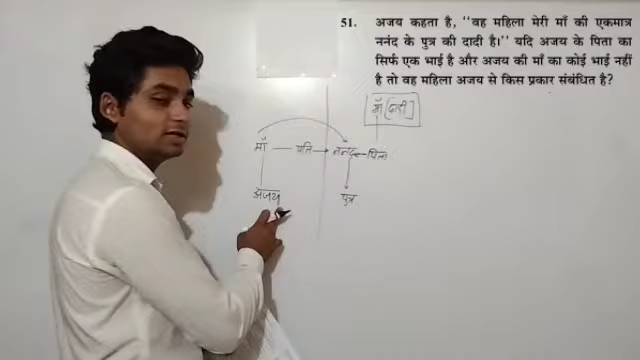 51. अजय कहता है, ‘‘वह महिला मेरी माँ की एकमात्र
ननंद के पुत्र की दादी है।’’ यदि अजय के पिता का
सिर्फ एक भाई है और अजय की माँ का कोई भाई नहीं
है तो वह महिला अजय से किस प्रकार संबंधित है?
माँ (दादी]
माँ — पति → ननद ← पिता
अजय पुत्र